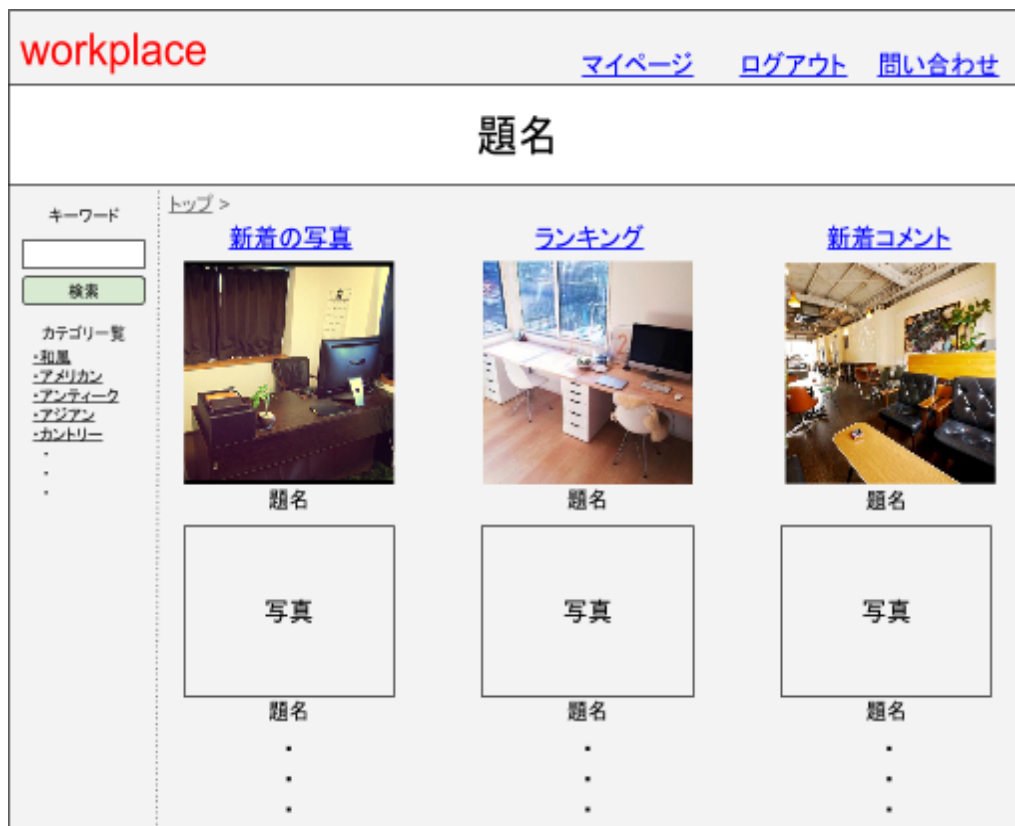 workplace
マイページ ログアウト 問い合わせ
題名
キーワード
検索
カテゴリ一覧
・和風
・アメリカン
・アンティーク
・アジアン
・カントリー
・
・
・
トップ >
新着の写真 ランキング 新着コメント
題名 題名 題名
写真 写真 写真
題名 題名 題名
・ ・ ・
・ ・ ・
・ ・ ・